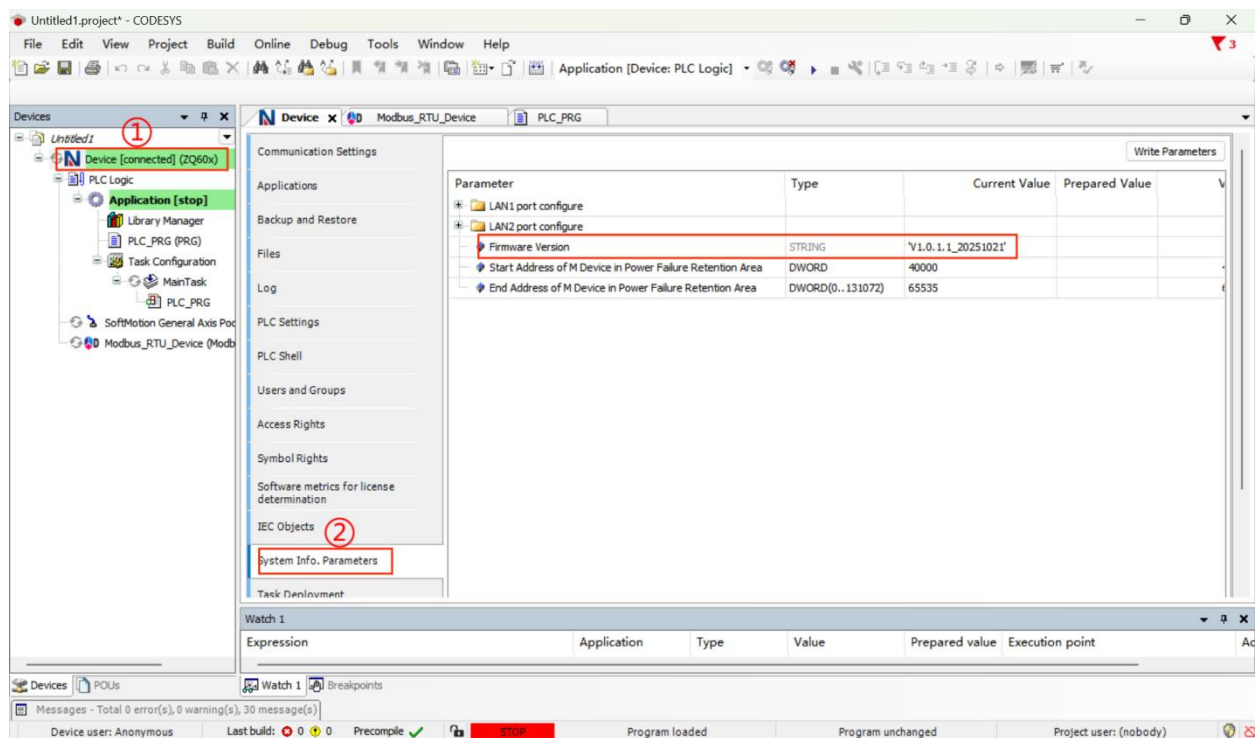 Untitled1.project* - CODESYS
File Edit View Project Build Online Debug Tools Window Help
3
Application [Device: PLC Logic]
Devices
Device
Modbus_RTU_Device
PLC_PRG
①
Untitled1
Device [connected] (ZQ60x)
PLC Logic
Application [stop]
Library Manager
PLC_PRG (PRG)
Task Configuration
MainTask
PLC_PRG
SoftMotion General Axis Poo
Modbus_RTU_Device (Modb
Communication Settings
Applications
Backup and Restore
Files
Log
PLC Settings
PLC Shell
Users and Groups
Access Rights
Symbol Rights
Software metrics for license
determination
IEC Objects
②
System Info. Parameters
Task Deployment
Write Parameters
Parameter Type Current Value Prepared Value V
LAN1 port configure
LAN2 port configure
Firmware Version STRING 'V1.0.1.1_20251021'
Start Address of M Device in Power Failure Retention Area DWORD 40000
End Address of M Device in Power Failure Retention Area DWORD(0..131072) 65535
Watch 1
Expression Application Type Value Prepared value Execution point
Devices POUs
Watch 1 Breakpoints
Messages - Total 0 error(s), 0 warning(s), 30 message(s)
Device user: Anonymous Last build: 0 0 Precompile STOP Program loaded Program unchanged Project user: (nobody)